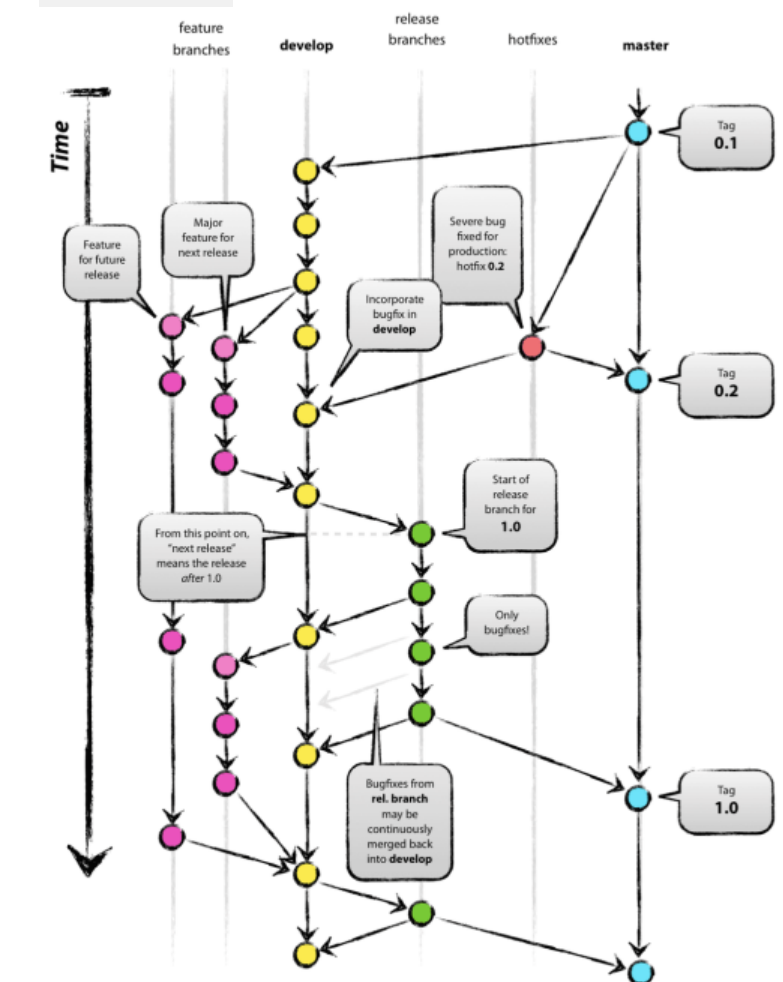 feature
branches
develop
release
branches
hotfixes
master
Time
Tag
0.1
Major
feature for
next release
Severe bug
fixed for
production:
hotfix 0.2
Feature
for future
release
Incorporate
bugfix in
develop
Tag
0.2
Start of
release
branch for
1.0
From this point on,
“next release”
means the release
after 1.0
Only
bugfixes!
Tag
1.0
Bugfixes from
rel. branch
may be
continuously
merged back
into develop